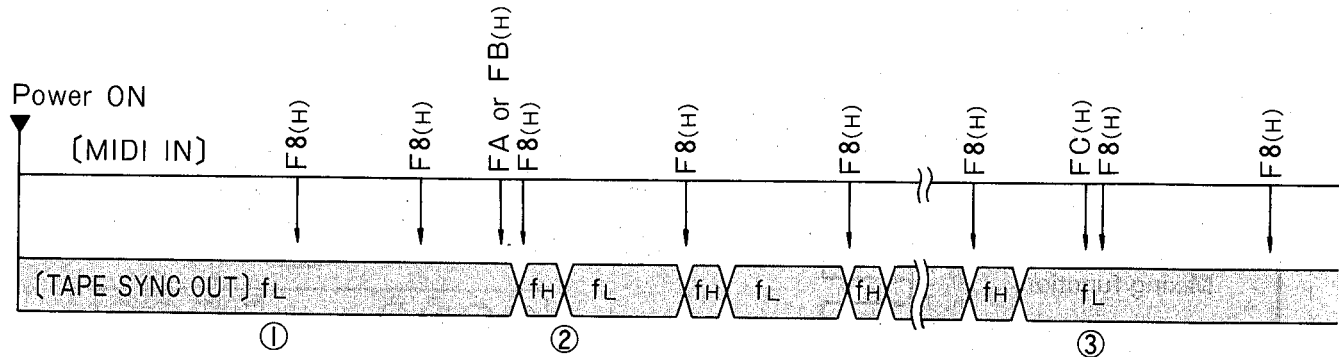 Power ON
〔MIDI IN〕
F8(H)
F8(H)
FA or FB(H)
F8(H)
F8(H)
F8(H)
F8(H)
FC(H)
F8(H)
F8(H)
〔TAPE SYNC OUT〕 fL
fH
fL
fH
fL
fH
fH
fL
①
②
③